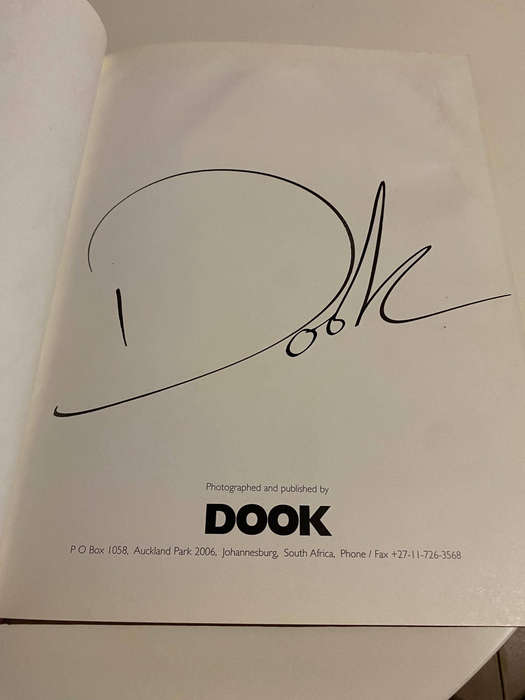 Dook
Photographed and published by
DOOK
P O Box 1058, Auckland Park 2006, Johannesburg, South Africa, Phone / Fax +27-11-726-3568